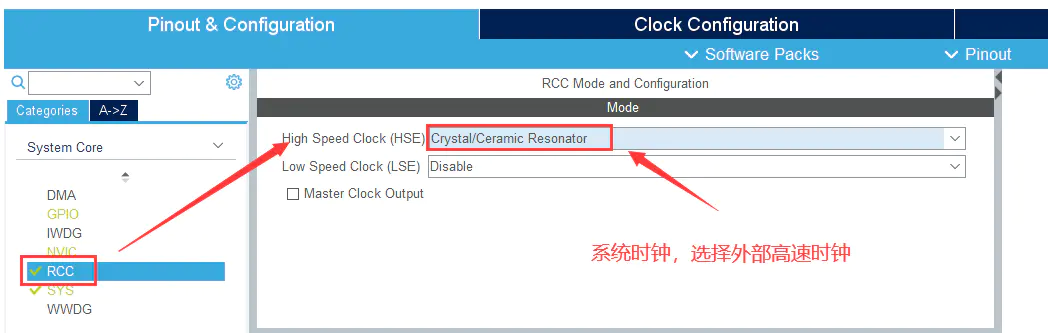 Pinout & Configuration
Clock Configuration
Software Packs
Pinout
Categories
A->Z
System Core
DMA
GPIO
IWDG
NVIC
RCC
SYS
WWDG
RCC Mode and Configuration
Mode
High Speed Clock (HSE) Crystal/Ceramic Resonator
Low Speed Clock (LSE) Disable
Master Clock Output
系统时钟，选择外部高速时钟